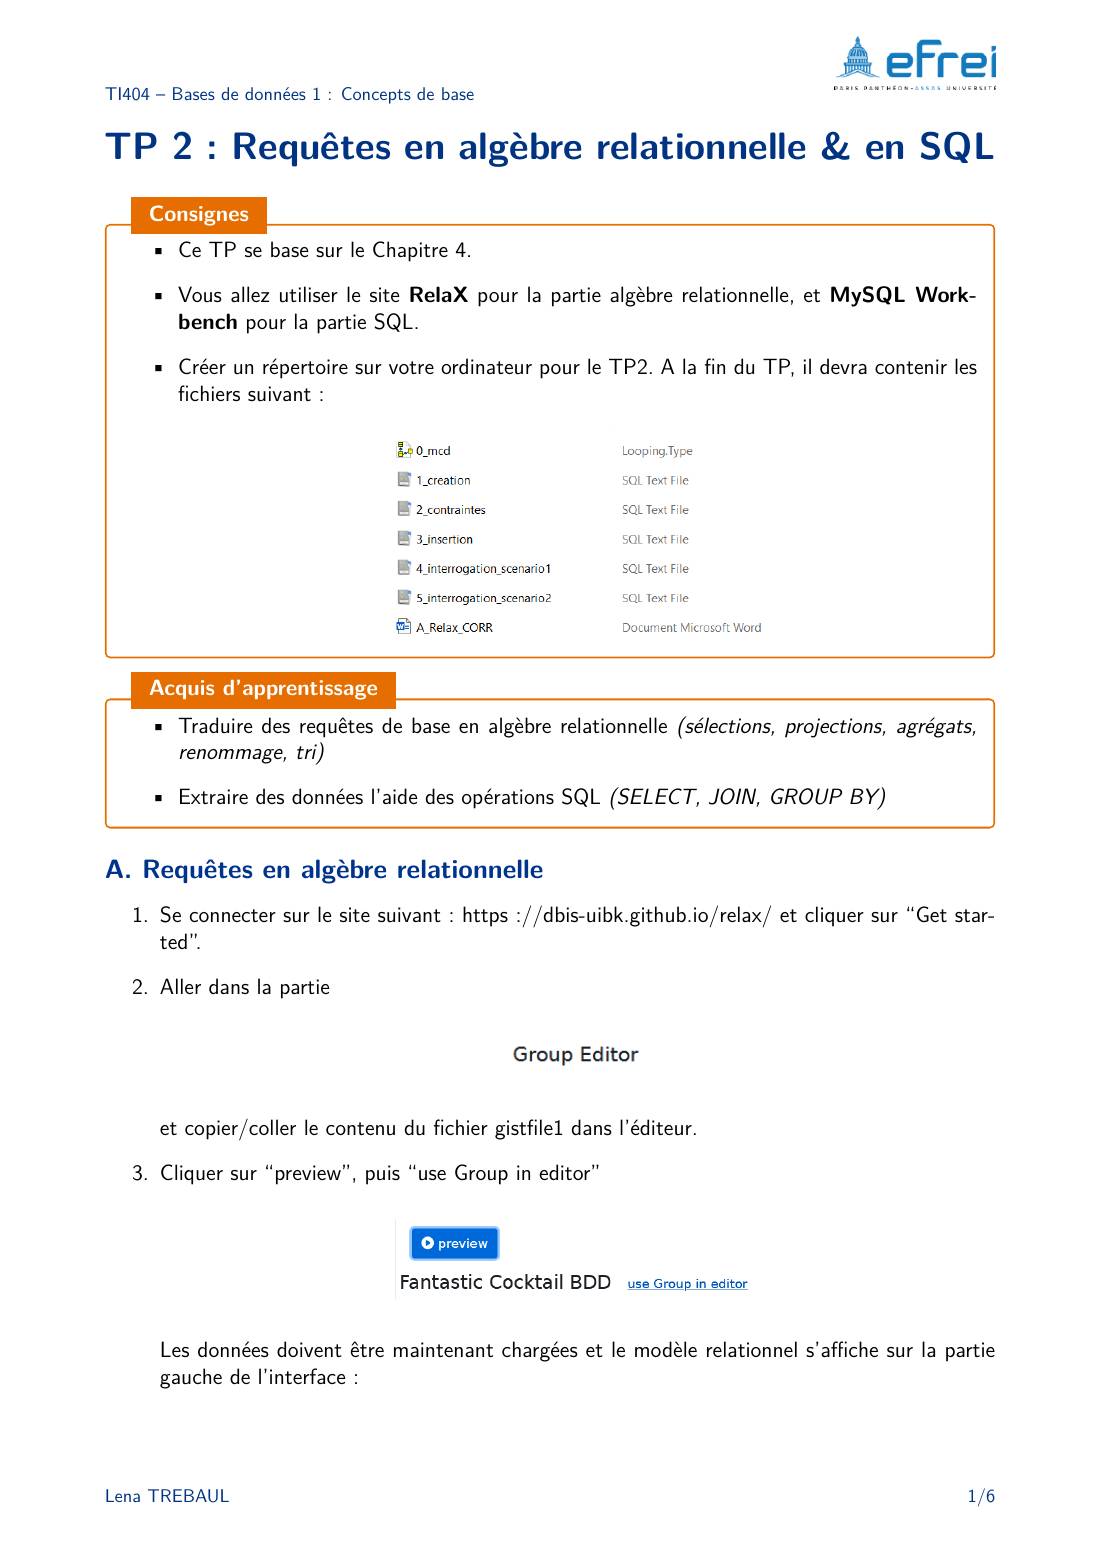 efrei
PARIS PANTHÉON-ASSAS UNIVERSITÉ
TI404 – Bases de données 1 : Concepts de base
TP 2 : Requêtes en algèbre relationnelle & en SQL
Consignes
▪ Ce TP se base sur le Chapitre 4.
▪ Vous allez utiliser le site RelaX pour la partie algèbre relationnelle, et MySQL Work-
bench pour la partie SQL.
▪ Créer un répertoire sur votre ordinateur pour le TP2. A la fin du TP, il devra contenir les
fichiers suivant :
0_mcd Looping.Type
1_creation SQL Text File
2_contraintes SQL Text File
3_insertion SQL Text File
4_interrogation_scenario1 SQL Text File
5_interrogation_scenario2 SQL Text File
A_Relax_CORR Document Microsoft Word
Acquis d'apprentissage
▪ Traduire des requêtes de base en algèbre relationnelle (sélections, projections, agrégats,
renommage, tri)
▪ Extraire des données l'aide des opérations SQL (SELECT, JOIN, GROUP BY)
A. Requêtes en algèbre relationnelle
1. Se connecter sur le site suivant : https ://dbis-uibk.github.io/relax/ et cliquer sur “Get star-
ted”.
2. Aller dans la partie
Group Editor
et copier/coller le contenu du fichier gistfile1 dans l'éditeur.
3. Cliquer sur “preview”, puis “use Group in editor”
preview
Fantastic Cocktail BDD use Group in editor
Les données doivent être maintenant chargées et le modèle relationnel s'affiche sur la partie
gauche de l'interface :
Lena TREBAUL 1/6